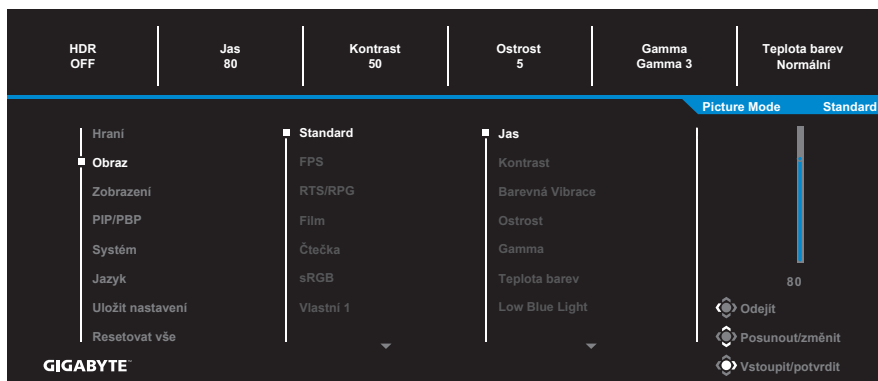 HDR
OFF
Jas
80
Kontrast
50
Ostrost
5
Gamma
Gamma 3
Teplota barev
Normální
Picture Mode Standard
Hraní
Obraz
Zobrazení
PIP/PBP
Systém
Jazyk
Uložit nastavení
Resetovat vše
Standard
FPS
RTS/RPG
Film
Čtečka
sRGB
Vlastní 1
Jas
Kontrast
Barevná Vibrace
Ostrost
Gamma
Teplota barev
Low Blue Light
80
Odejít
Posunout/změnit
Vstoupit/potvrdit
GIGABYTE™